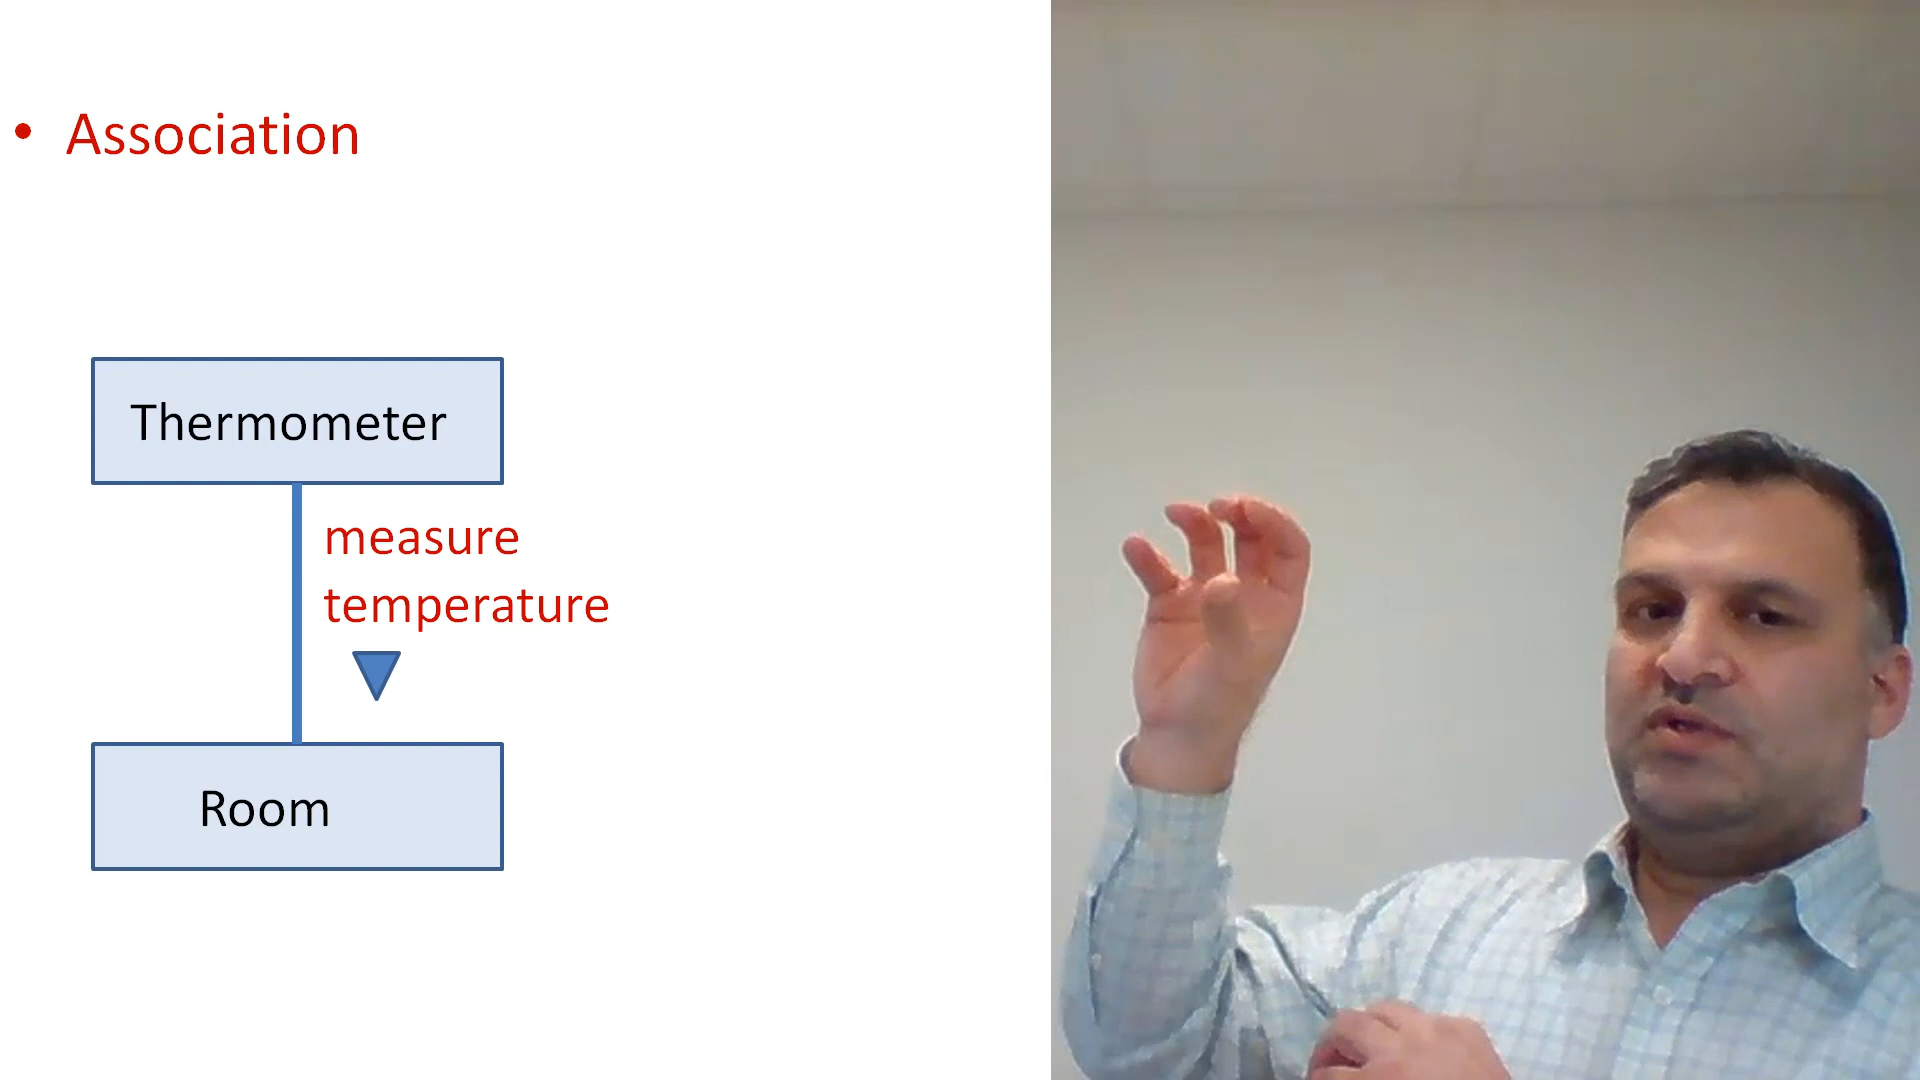 • Association
Thermometer
measure
temperature
Room